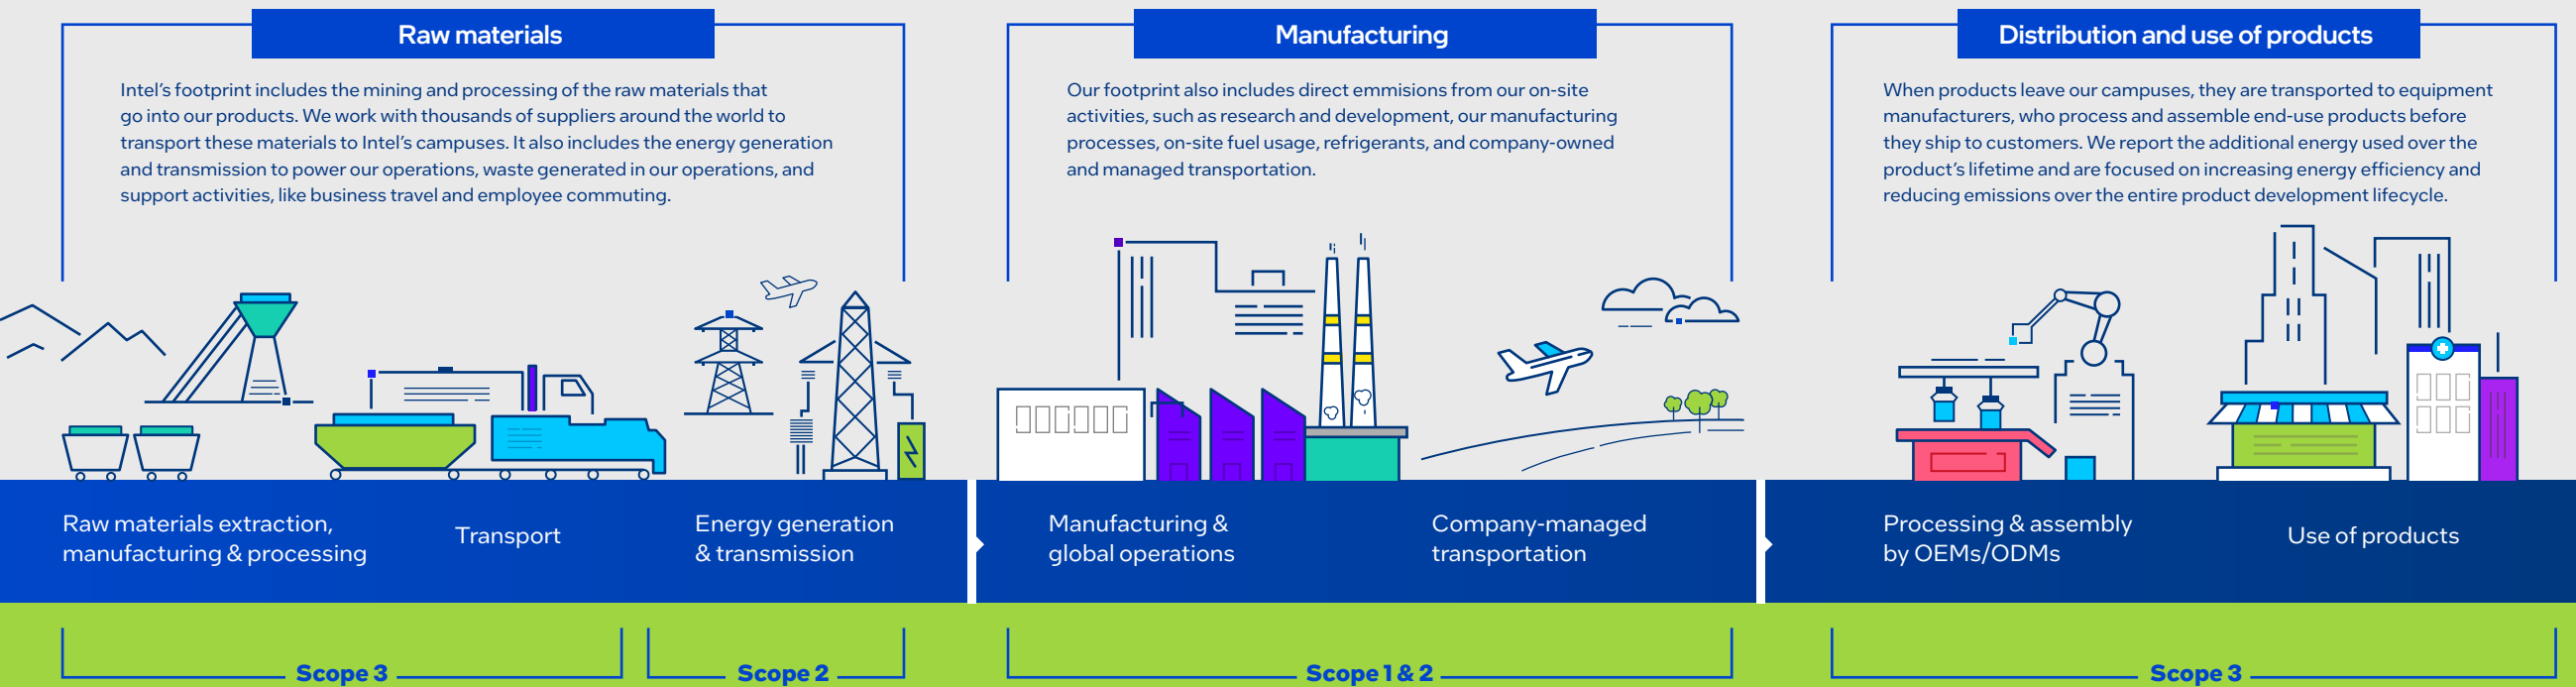 Raw materials
Intel's footprint includes the mining and processing of the raw materials that
go into our products. We work with thousands of suppliers around the world to
transport these materials to Intel's campuses. It also includes the energy generation
and transmission to power our operations, waste generated in our operations, and
support activities, like business travel and employee commuting.
Manufacturing
Our footprint also includes direct emmisions from our on-site
activities, such as research and development, our manufacturing
processes, on-site fuel usage, refrigerants, and company-owned
and managed transportation.
Distribution and use of products
When products leave our campuses, they are transported to equipment
manufacturers, who process and assemble end-use products before
they ship to customers. We report the additional energy used over the
product's lifetime and are focused on increasing energy efficiency and
reducing emissions over the entire product development lifecycle.
Raw materials extraction,
manufacturing & processing
Transport
Energy generation
& transmission
Manufacturing &
global operations
Company-managed
transportation
Processing & assembly
by OEMs/ODMs
Use of products
Scope 3
Scope 2
Scope 1 & 2
Scope 3